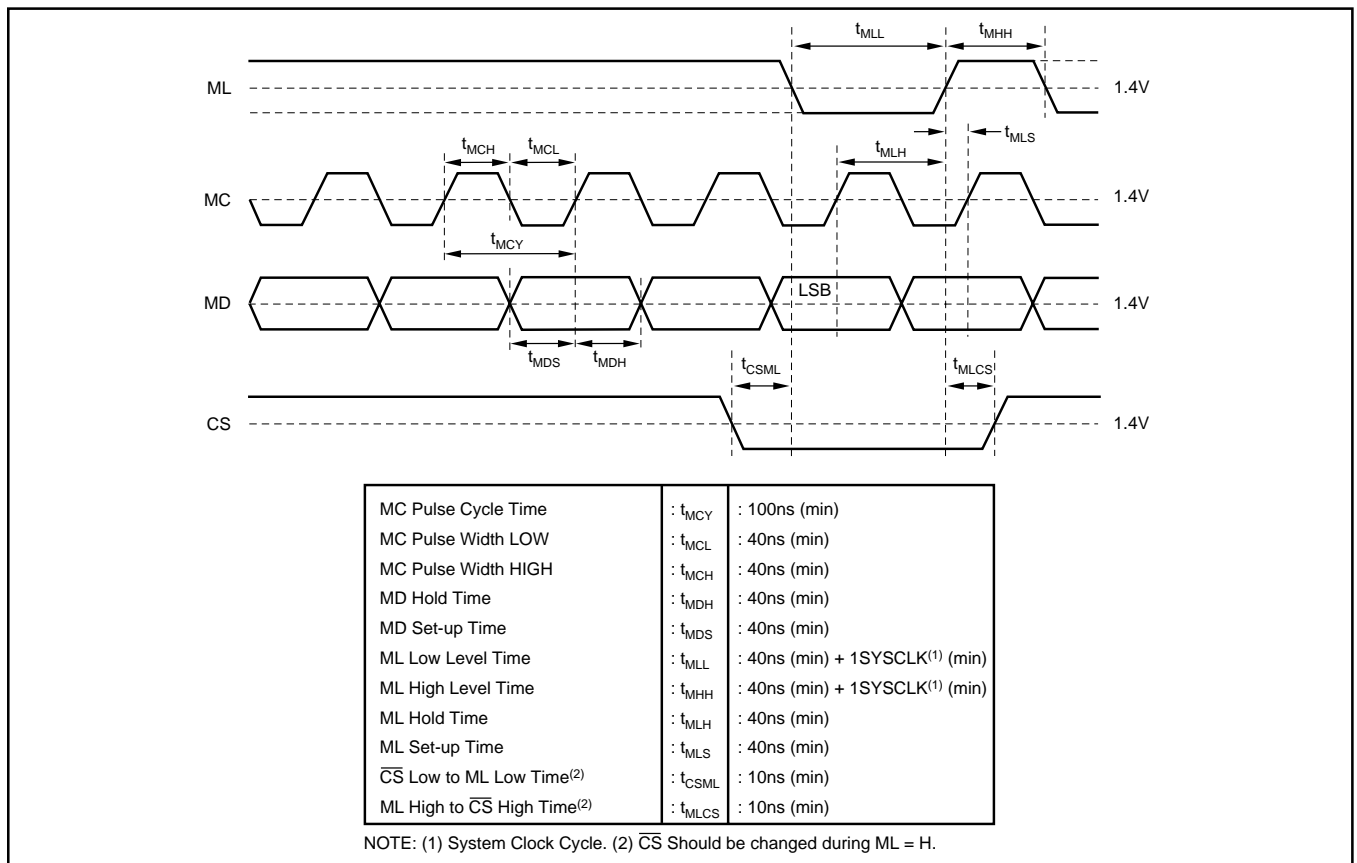 tMLL tMHH
ML 1.4V
tMCH tMCL tMLH tMLS
MC 1.4V
tMCY
MD LSB 1.4V
tMDS tMDH
tCSML tMLCS
CS 1.4V
MC Pulse Cycle Time : tMCY : 100ns (min)
MC Pulse Width LOW : tMCL : 40ns (min)
MC Pulse Width HIGH : tMCH : 40ns (min)
MD Hold Time : tMDH : 40ns (min)
MD Set-up Time : tMDS : 40ns (min)
ML Low Level Time : tMLL : 40ns (min) + 1SYSCLK(1) (min)
ML High Level Time : tMHH : 40ns (min) + 1SYSCLK(1) (min)
ML Hold Time : tMLH : 40ns (min)
ML Set-up Time : tMLS : 40ns (min)
C̅S̅ Low to ML Low Time(2) : tCSML : 10ns (min)
ML High to C̅S̅ High Time(2) : tMLCS : 10ns (min)
NOTE: (1) System Clock Cycle. (2) C̅S̅ Should be changed during ML = H.